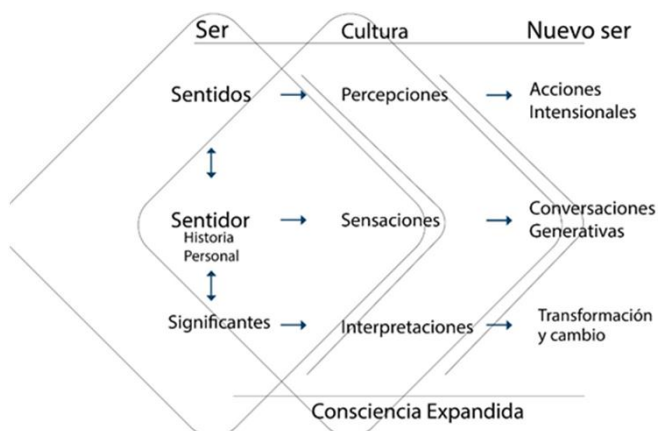 Ser Cultura Nuevo ser
Sentidos Percepciones Acciones
Intensionales
Sentidor Sensaciones Conversaciones
Generativas
Historia
Personal
Significantes Interpretaciones Transformación
y cambio
Consciencia Expandida